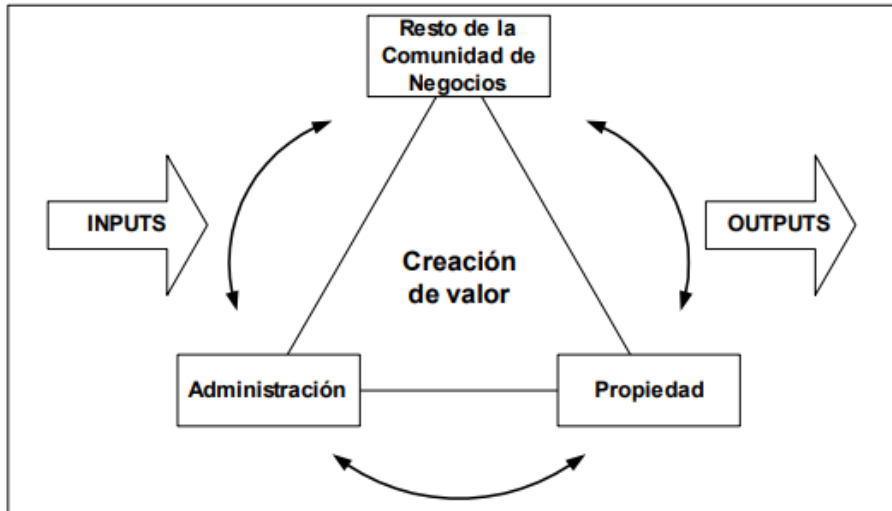 Resto de la
Comunidad de
Negocios
INPUTS
OUTPUTS
Creación
de valor
Administración
Propiedad